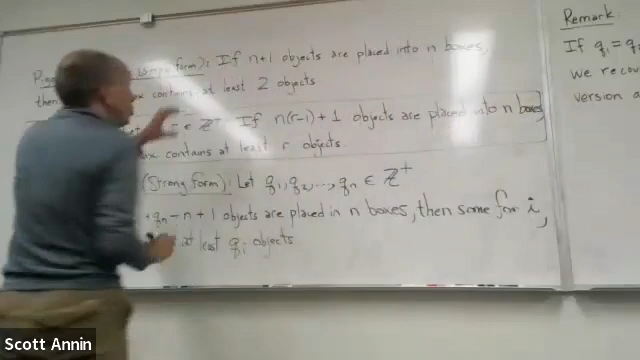 (Simple form): If n+1 objects are placed into n boxes,
contains at least 2 objects
∈ ℤ⁺ If n(r-1)+1 objects are placed into n boxes,
contains at least r objects.
(Strong form): Let q₁, q₂, ..., qₙ ∈ ℤ⁺
+qₙ - n + 1 objects are placed in n boxes, then some for i,
at least qᵢ objects
Remark:
If q₁ = q
we recov
version a
Scott Annin